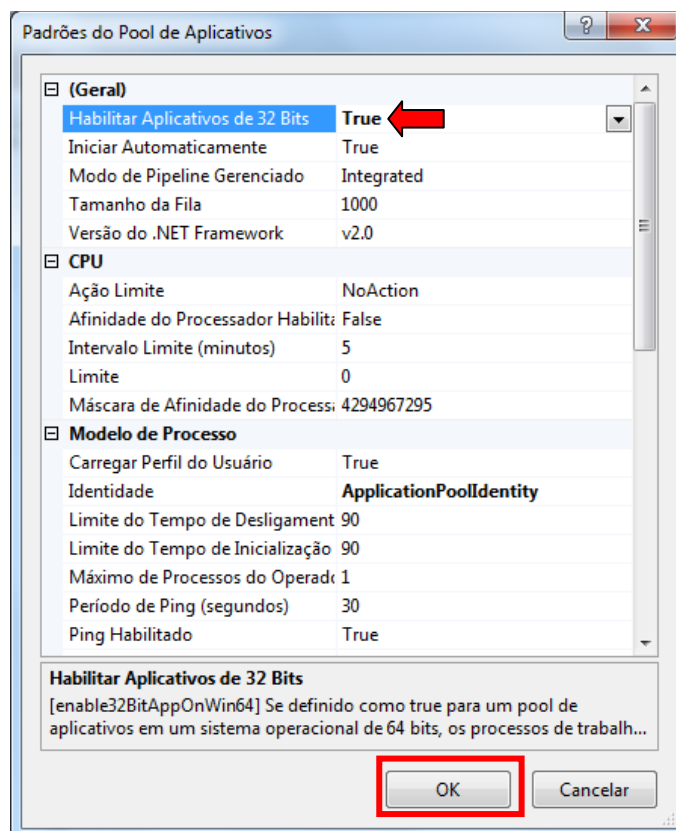 Padrões do Pool de Aplicativos
(Geral)
Habilitar Aplicativos de 32 Bits True
Iniciar Automaticamente True
Modo de Pipeline Gerenciado Integrated
Tamanho da Fila 1000
Versão do .NET Framework v2.0
CPU
Ação Limite NoAction
Afinidade do Processador Habilita False
Intervalo Limite (minutos) 5
Limite 0
Máscara de Afinidade do Processa 4294967295
Modelo de Processo
Carregar Perfil do Usuário True
Identidade ApplicationPoolIdentity
Limite do Tempo de Desligament 90
Limite do Tempo de Inicialização 90
Máximo de Processos do Operado 1
Período de Ping (segundos) 30
Ping Habilitado True
Habilitar Aplicativos de 32 Bits
[enable32BitAppOnWin64] Se definido como true para um pool de
aplicativos em um sistema operacional de 64 bits, os processos de trabalh...
OK Cancelar